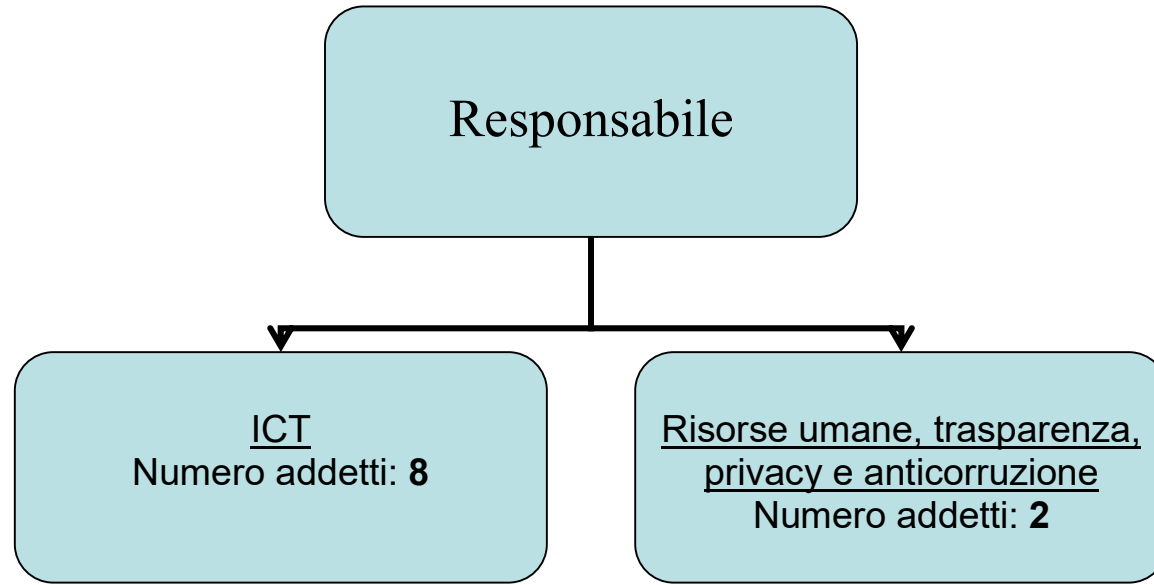 Responsabile
ICT
Numero addetti: 8
Risorse umane, trasparenza,
privacy e anticorruzione
Numero addetti: 2